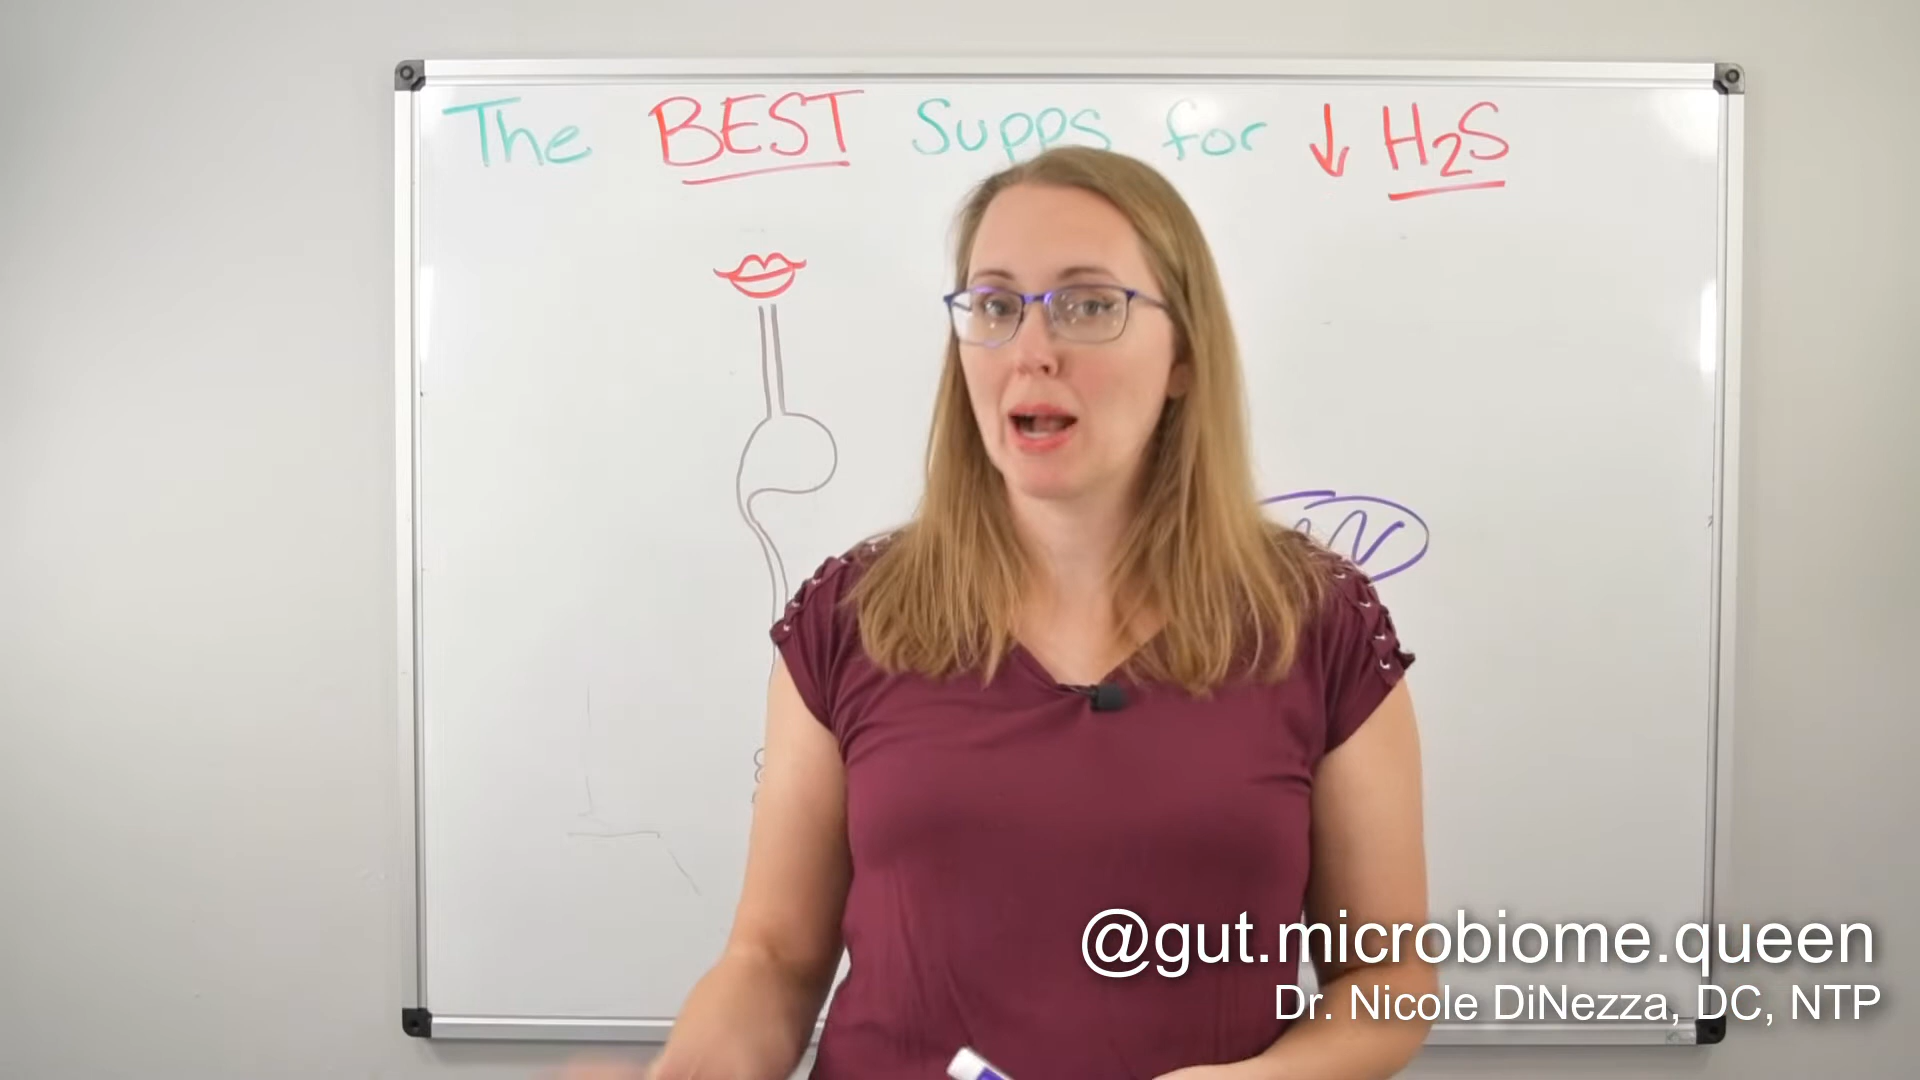 The BEST Supps for ↓ H₂S
@gut.microbiome.queen
Dr. Nicole DiNezza, DC, NTP